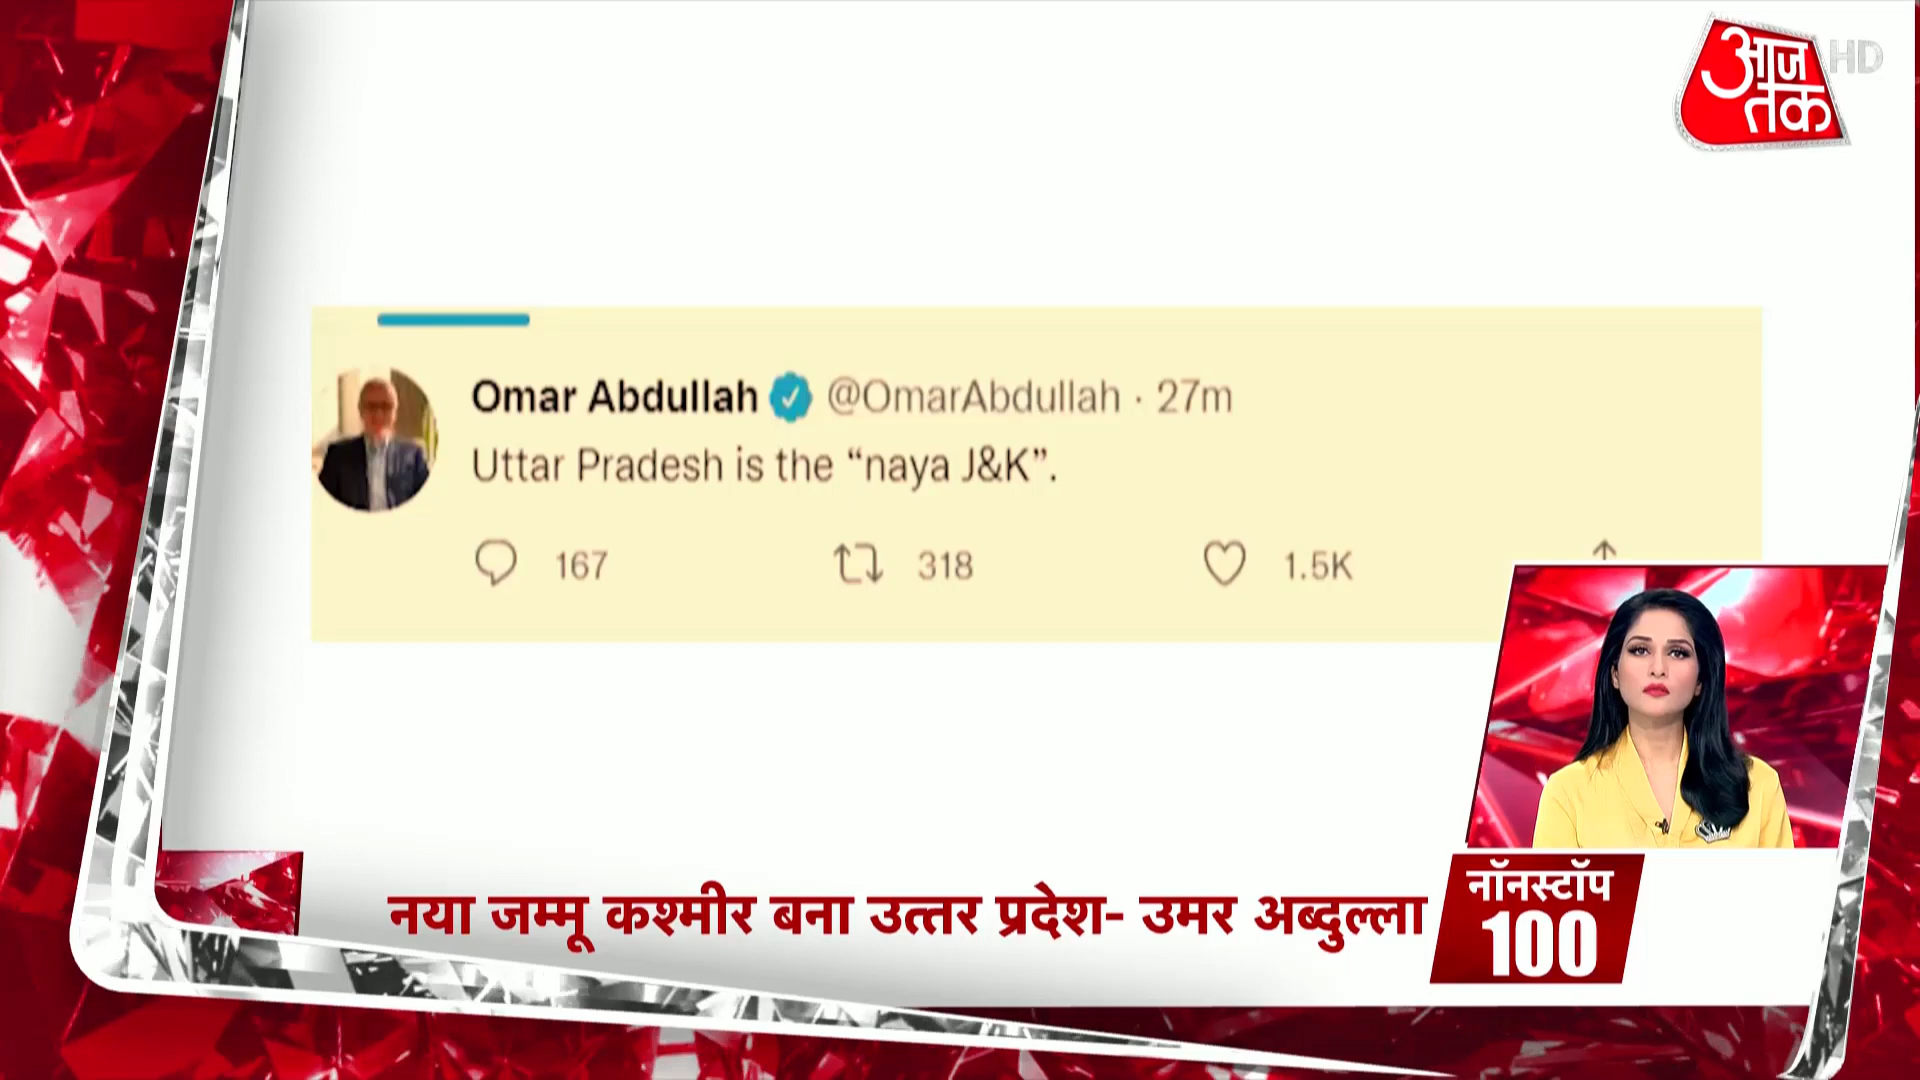 आज तक HD
Omar Abdullah @OmarAbdullah · 27m
Uttar Pradesh is the “naya J&K”.
167 318 1.5K
नया जम्मू कश्मीर बना उत्तर प्रदेश- उमर अब्दुल्ला
नॉनस्टॉप
100